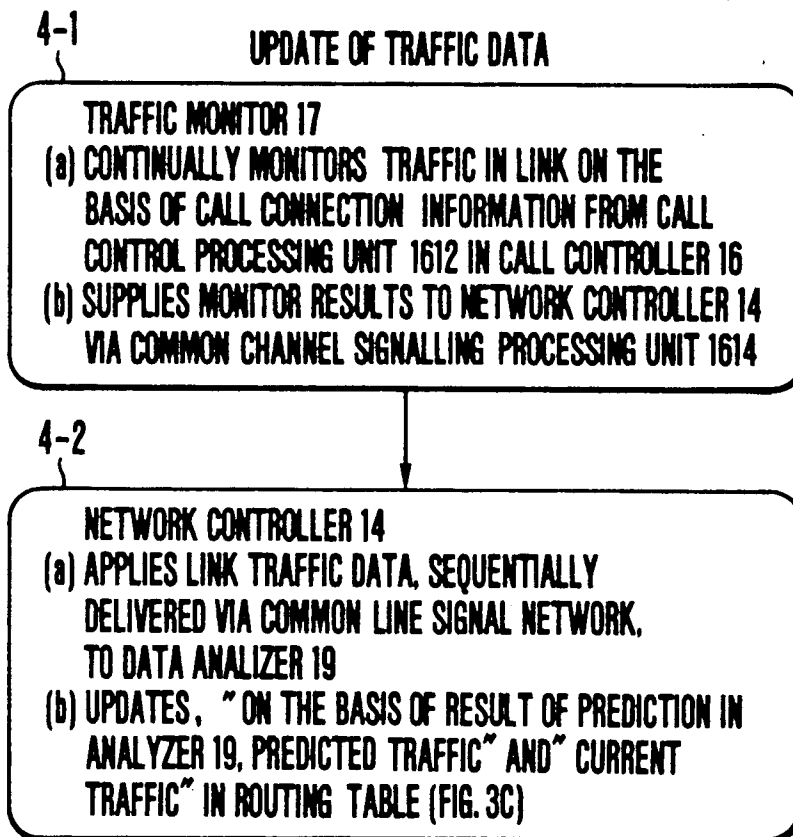 4-1
UPDATE OF TRAFFIC DATA
TRAFFIC MONITOR 17
(a) CONTINUALLY MONITORS TRAFFIC IN LINK ON THE
BASIS OF CALL CONNECTION INFORMATION FROM CALL
CONTROL PROCESSING UNIT 1612 IN CALL CONTROLLER 16
(b) SUPPLIES MONITOR RESULTS TO NETWORK CONTROLLER 14
VIA COMMON CHANNEL SIGNALLING PROCESSING UNIT 1614
4-2
NETWORK CONTROLLER 14
(a) APPLIES LINK TRAFFIC DATA, SEQUENTIALLY
DELIVERED VIA COMMON LINE SIGNAL NETWORK,
TO DATA ANALIZER 19
(b) UPDATES, "ON THE BASIS OF RESULT OF PREDICTION IN
ANALYZER 19, PREDICTED TRAFFIC" AND" CURRENT
TRAFFIC" IN ROUTING TABLE (FIG. 3C)